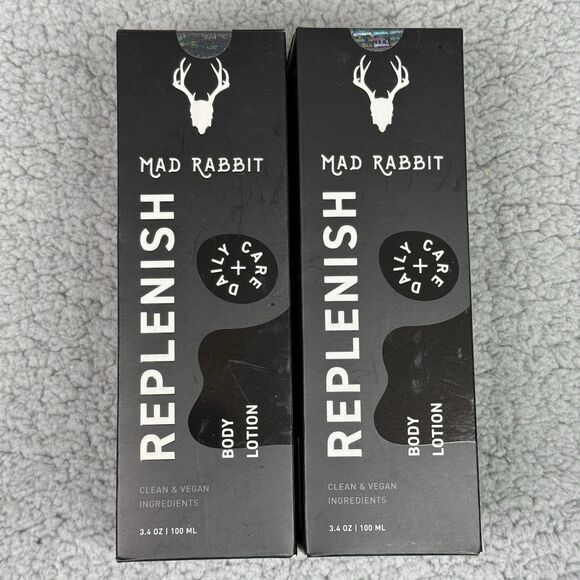 MAD RABBIT
REPLENISH
DAILY CARE
BODY
LOTION
CLEAN & VEGAN
INGREDIENTS
3.4 OZ | 100 ML
MAD RABBIT
REPLENISH
DAILY CARE
BODY
LOTION
CLEAN & VEGAN
INGREDIENTS
3.4 OZ | 100 ML